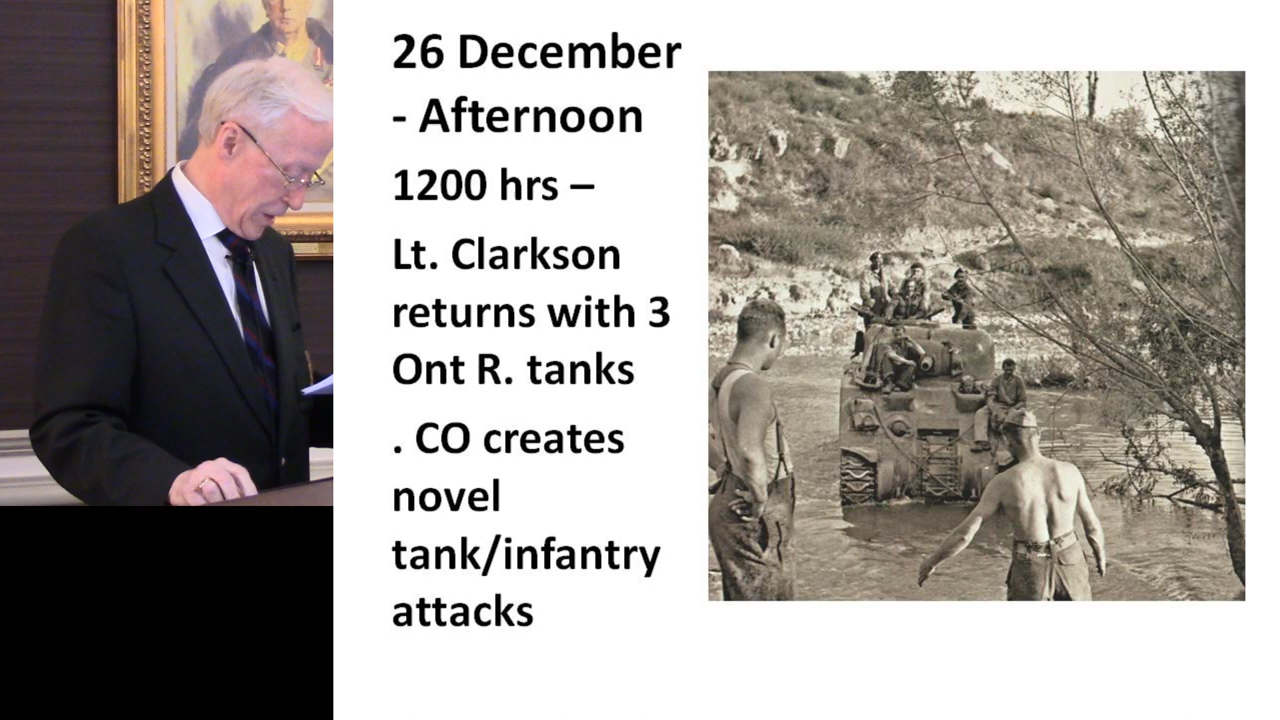 26 December
- Afternoon
1200 hrs –
Lt. Clarkson
returns with 3
Ont R. tanks
. CO creates
novel
tank/infantry
attacks